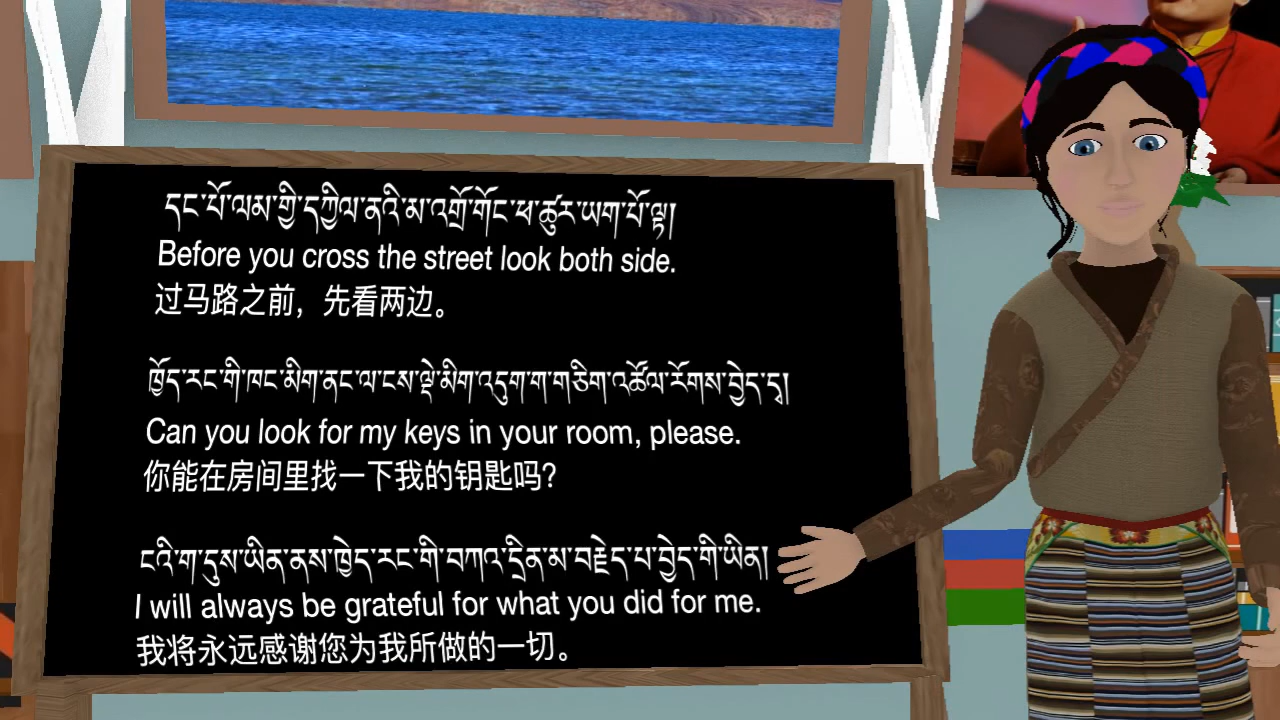 དང་པོ་ལམ་གྱི་དཀྱིལ་ནའི་མ་འགྲོ་གོང་ཕ་ཚུར་ཡག་པོ་ལྟ།
Before you cross the street look both side.
过马路之前，先看两边。
ཁྱོད་རང་གི་ཁང་མིག་ནང་ལ་ངས་ལྡེ་མིག་འདུག་ག་གཅིག་འཚོལ་རོགས་བྱེད་དྭ།
Can you look for my keys in your room, please.
你能在房间里找一下我的钥匙吗？
ངའི་ག་དུས་ཡིན་ནས་ཁྱེད་རང་གི་བཀའ་དྲིན་མ་བརྗེད་པ་བྱེད་གི་ཡིན།
I will always be grateful for what you did for me.
我将永远感谢您为我所做的一切。